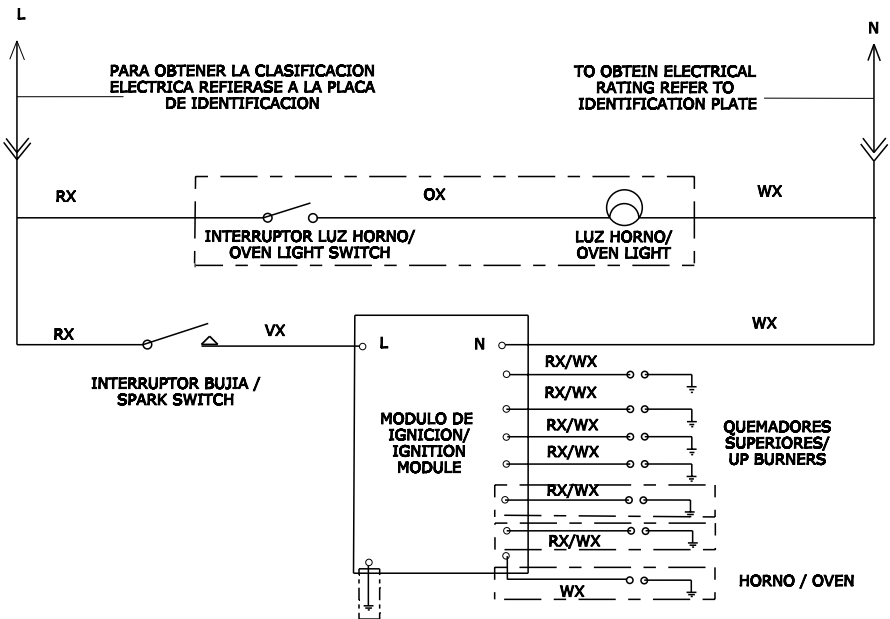 L
N
PARA OBTENER LA CLASIFICACION
ELECTRICA REFIERASE A LA PLACA
DE IDENTIFICACION
TO OBTEIN ELECTRICAL
RATING REFER TO
IDENTIFICATION PLATE
RX
OX
WX
INTERRUPTOR LUZ HORNO/
OVEN LIGHT SWITCH
LUZ HORNO/
OVEN LIGHT
RX
VX
L
N
WX
INTERRUPTOR BUJIA /
SPARK SWITCH
MODULO DE
IGNICION/
IGNITION
MODULE
RX/WX
RX/WX
RX/WX
RX/WX
RX/WX
RX/WX
WX
QUEMADORES
SUPERIORES/
UP BURNERS
HORNO / OVEN